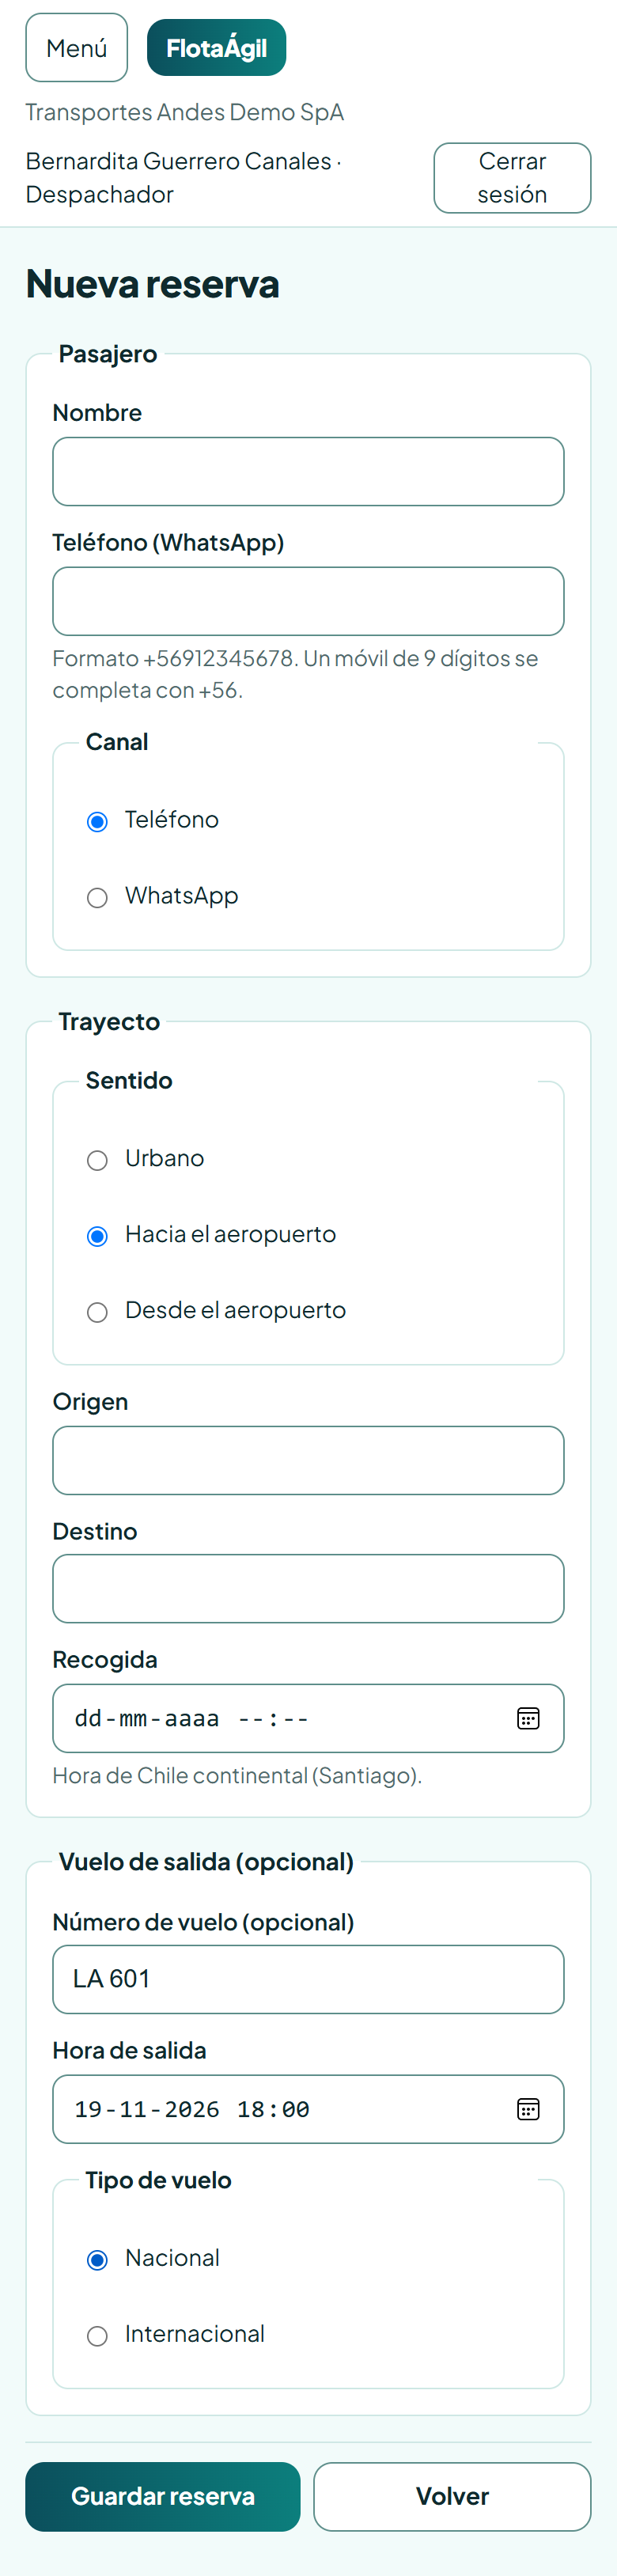 Menú
FlotaÁgil
Transportes Andes Demo SpA
Bernardita Guerrero Canales ·
Despachador
Cerrar
sesión
Nueva reserva
Pasajero
Nombre
Teléfono (WhatsApp)
Formato +56912345678. Un móvil de 9 dígitos se
completa con +56.
Canal
Teléfono
WhatsApp
Trayecto
Sentido
Urbano
Hacia el aeropuerto
Desde el aeropuerto
Origen
Destino
Recogida
dd-mm-aaaa --:--
Hora de Chile continental (Santiago).
Vuelo de salida (opcional)
Número de vuelo (opcional)
LA 601
Hora de salida
19-11-2026 18:00
Tipo de vuelo
Nacional
Internacional
Guardar reserva
Volver